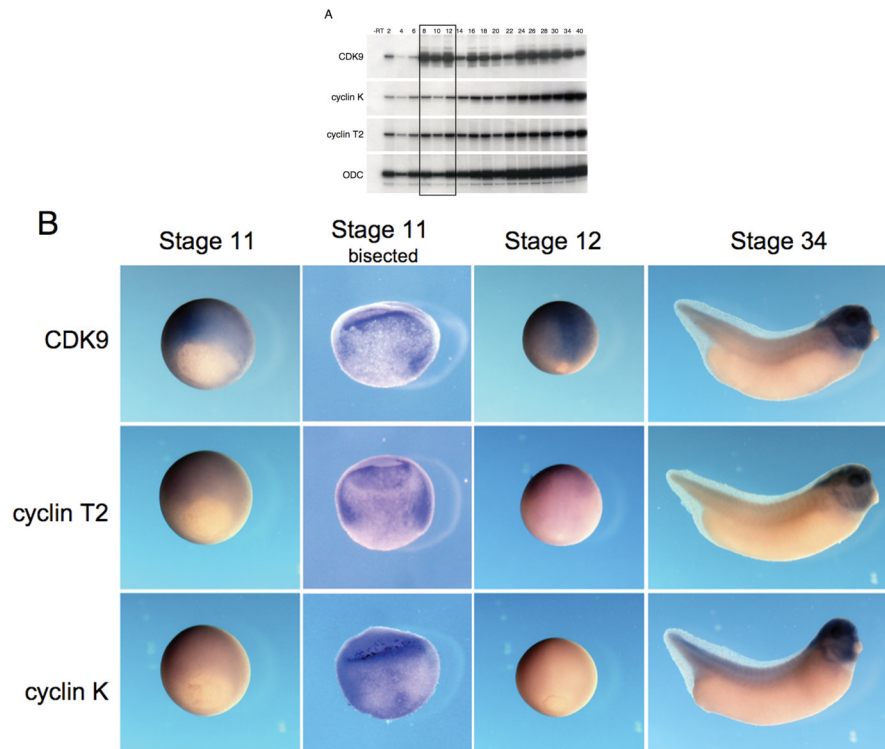 A
-RT 2 4 6 8 10 12 14 16 18 20 22 24 26 28 30 34 40
CDK9
cyclin K
cyclin T2
ODC
B
Stage 11
Stage 11
bisected
Stage 12
Stage 34
CDK9
cyclin T2
cyclin K